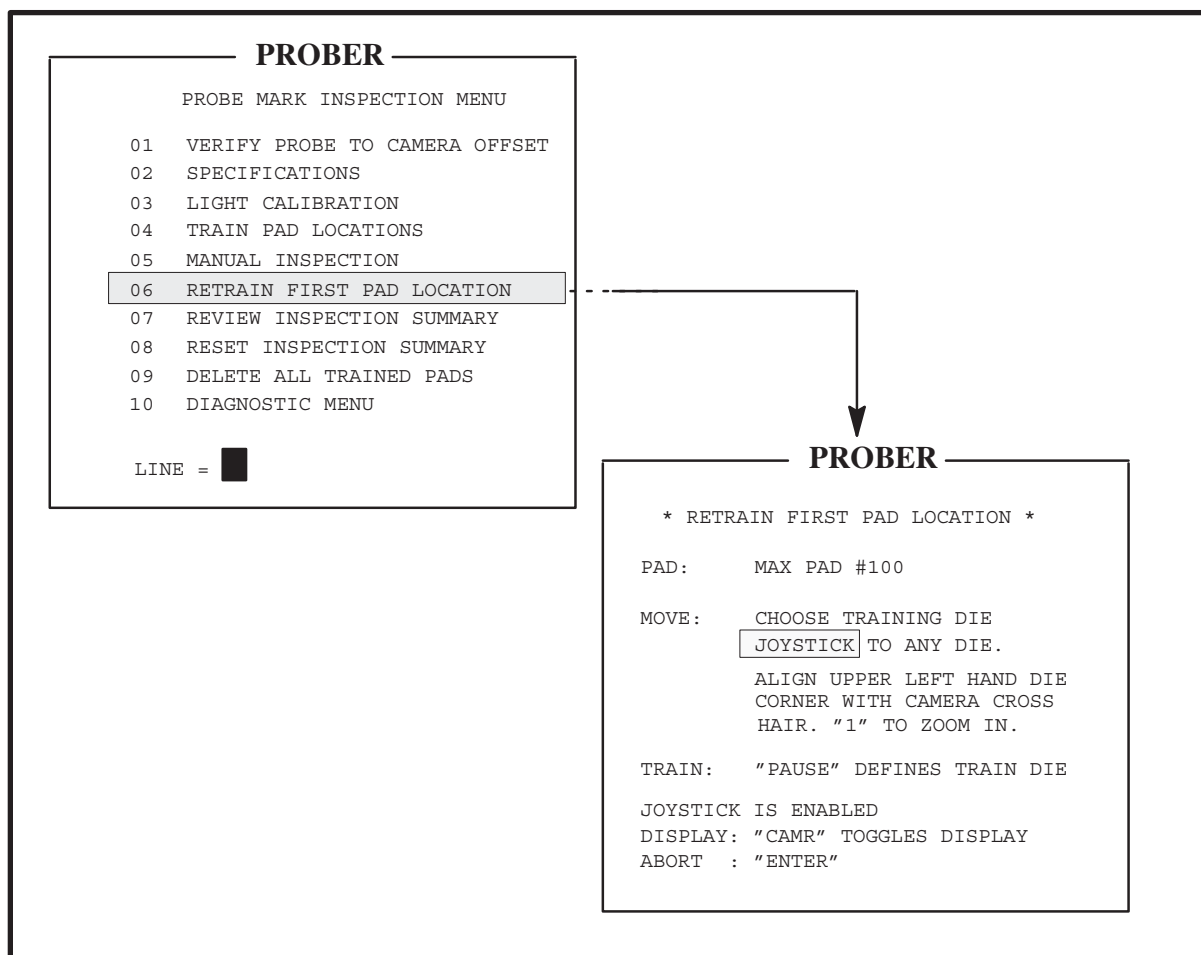 PROBER
PROBE MARK INSPECTION MENU
01 VERIFY PROBE TO CAMERA OFFSET
02 SPECIFICATIONS
03 LIGHT CALIBRATION
04 TRAIN PAD LOCATIONS
05 MANUAL INSPECTION
06 RETRAIN FIRST PAD LOCATION
07 REVIEW INSPECTION SUMMARY
08 RESET INSPECTION SUMMARY
09 DELETE ALL TRAINED PADS
10 DIAGNOSTIC MENU
LINE =
PROBER
* RETRAIN FIRST PAD LOCATION *
PAD: MAX PAD #100
MOVE: CHOOSE TRAINING DIE
JOYSTICK TO ANY DIE.
ALIGN UPPER LEFT HAND DIE
CORNER WITH CAMERA CROSS
HAIR. ″1″ TO ZOOM IN.
TRAIN: ″PAUSE″ DEFINES TRAIN DIE
JOYSTICK IS ENABLED
DISPLAY: ″CAMR″ TOGGLES DISPLAY
ABORT : ″ENTER″